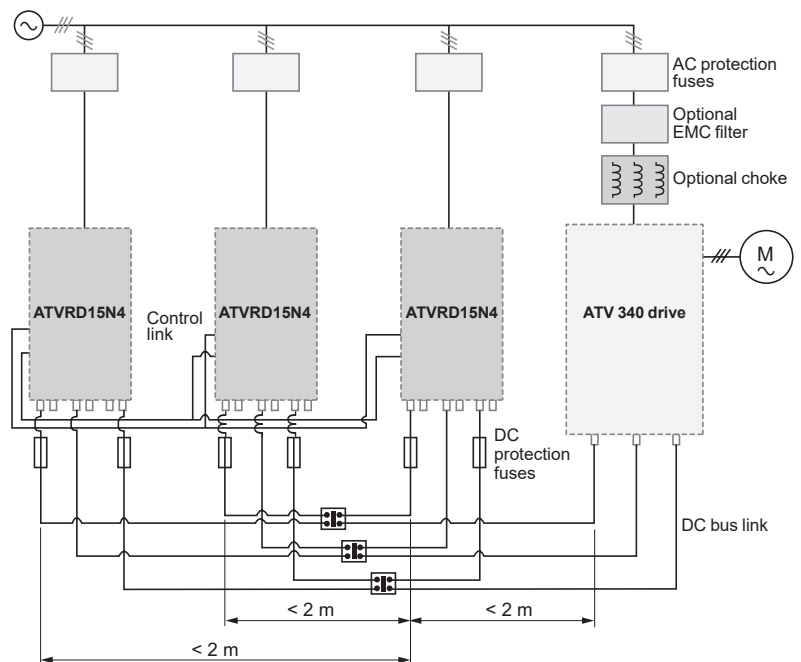 AC protection
fuses
Optional
EMC filter
Optional choke
ATVRD15N4
Control
link
ATVRD15N4
ATVRD15N4
ATV 340 drive
M
DC
protection
fuses
DC bus link
< 2 m
< 2 m
< 2 m